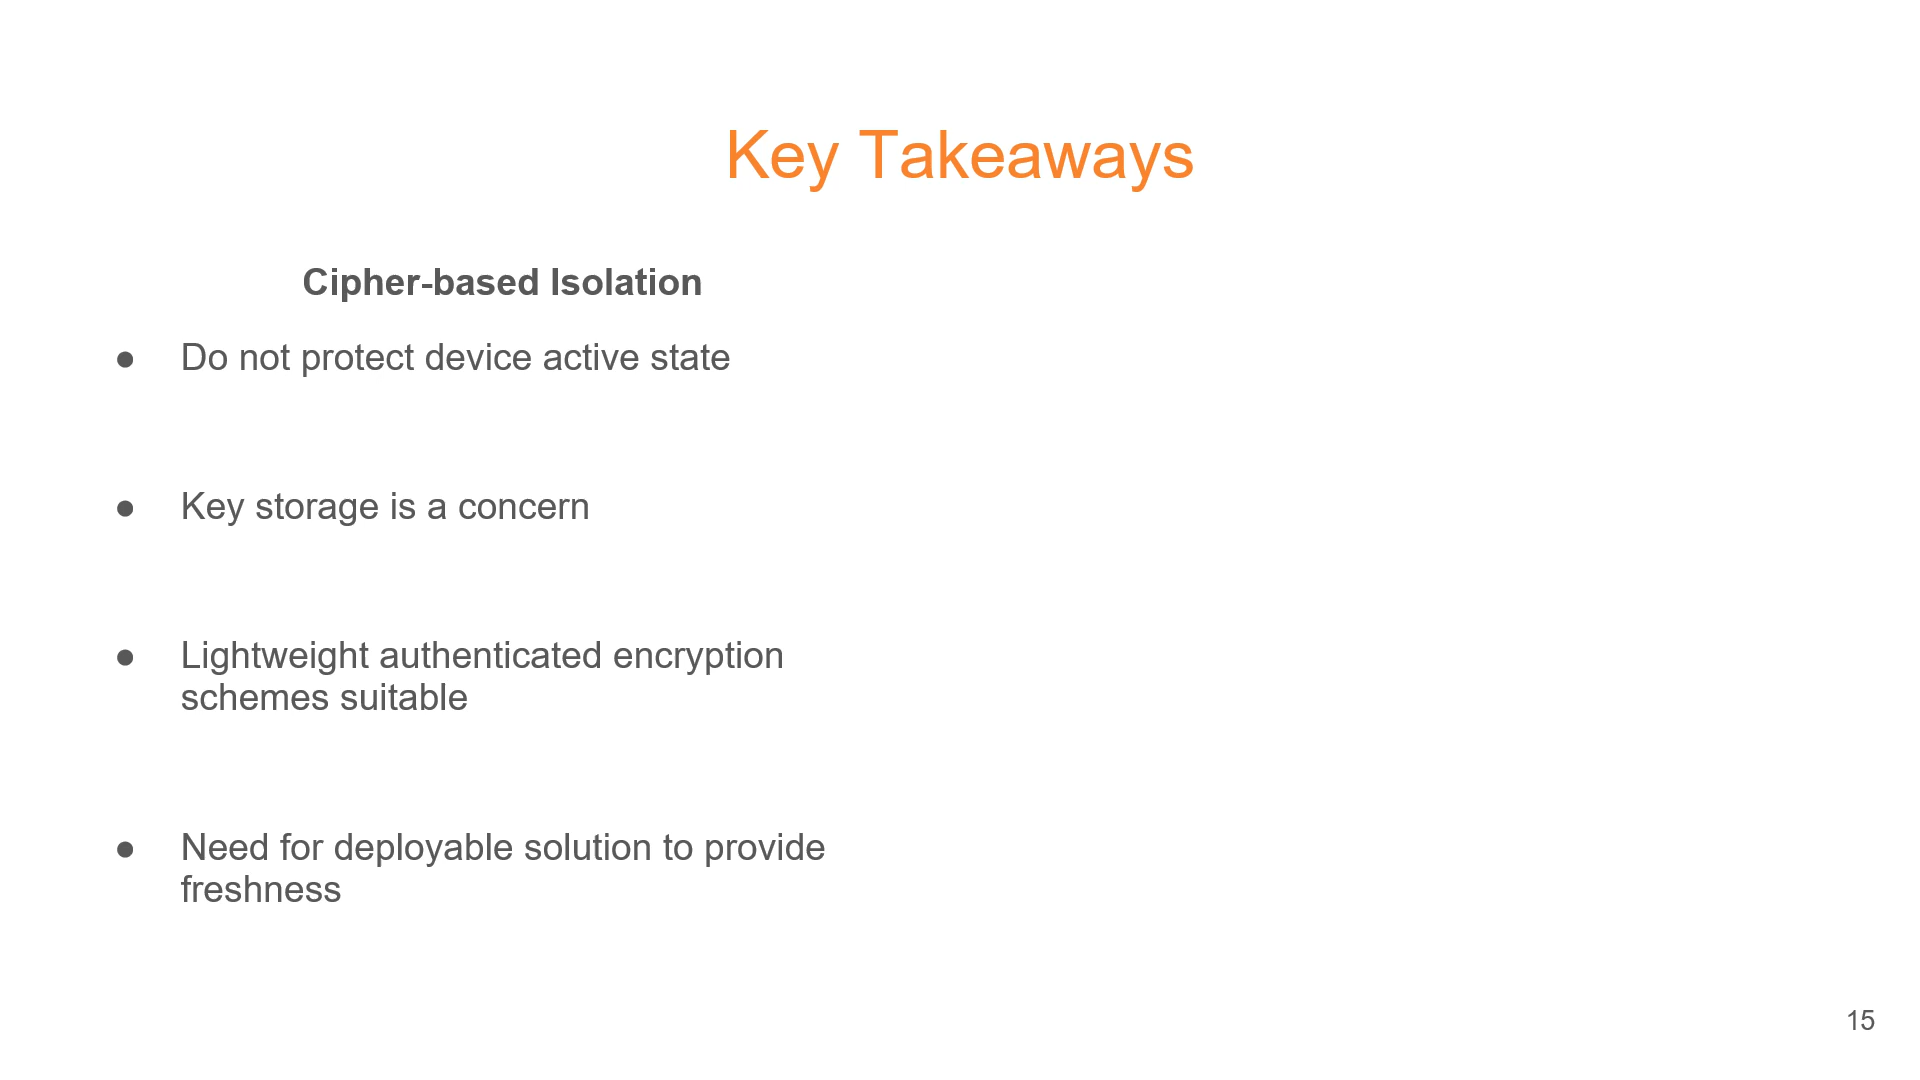 Key Takeaways
Cipher-based Isolation
● Do not protect device active state
● Key storage is a concern
● Lightweight authenticated encryption
schemes suitable
● Need for deployable solution to provide
freshness
15